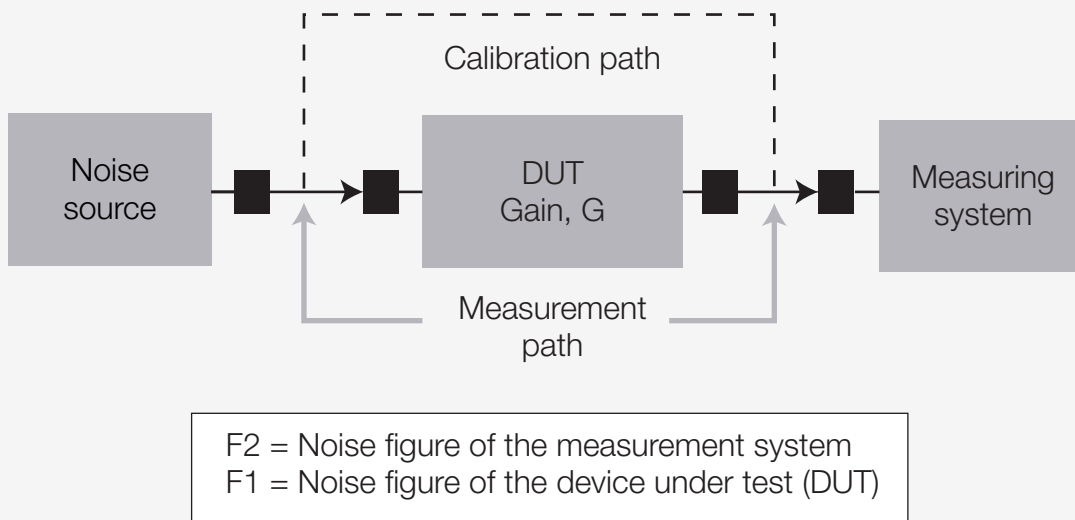 Calibration path
Noise
source
DUT
Gain, G
Measuring
system
Measurement
path
F2 = Noise figure of the measurement system
F1 = Noise figure of the device under test (DUT)